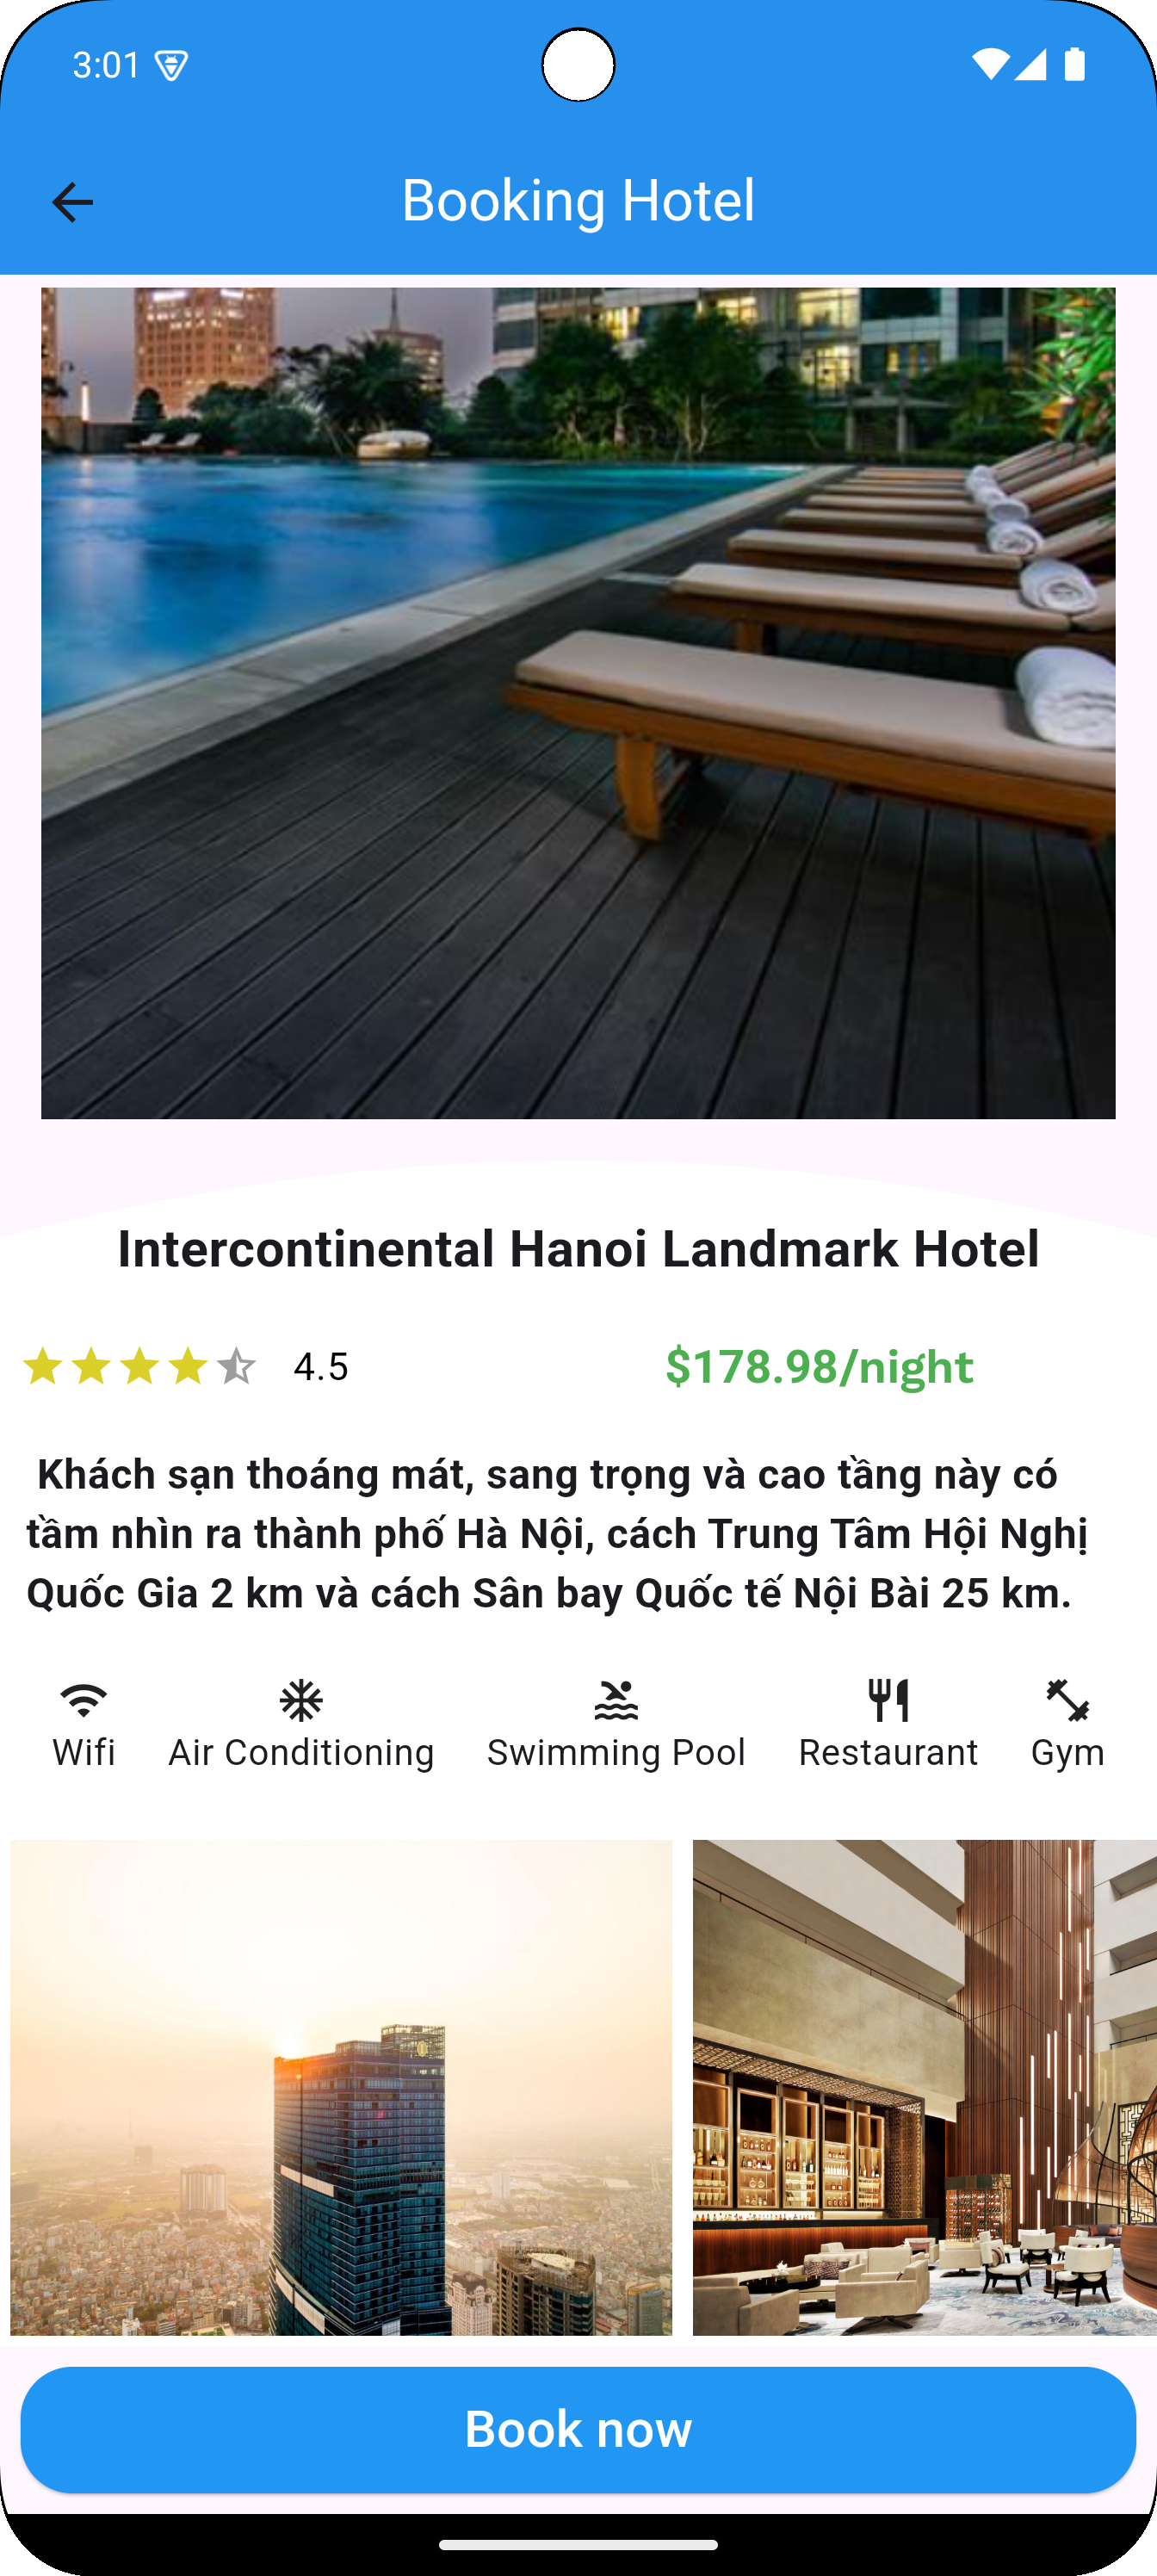 3:01
Booking Hotel
Intercontinental Hanoi Landmark Hotel
4.5
$178.98/night
Khách sạn thoáng mát, sang trọng và cao tầng này có
tầm nhìn ra thành phố Hà Nội, cách Trung Tâm Hội Nghị
Quốc Gia 2 km và cách Sân bay Quốc tế Nội Bài 25 km.
Wifi
Air Conditioning
Swimming Pool
Restaurant
Gym
Book now